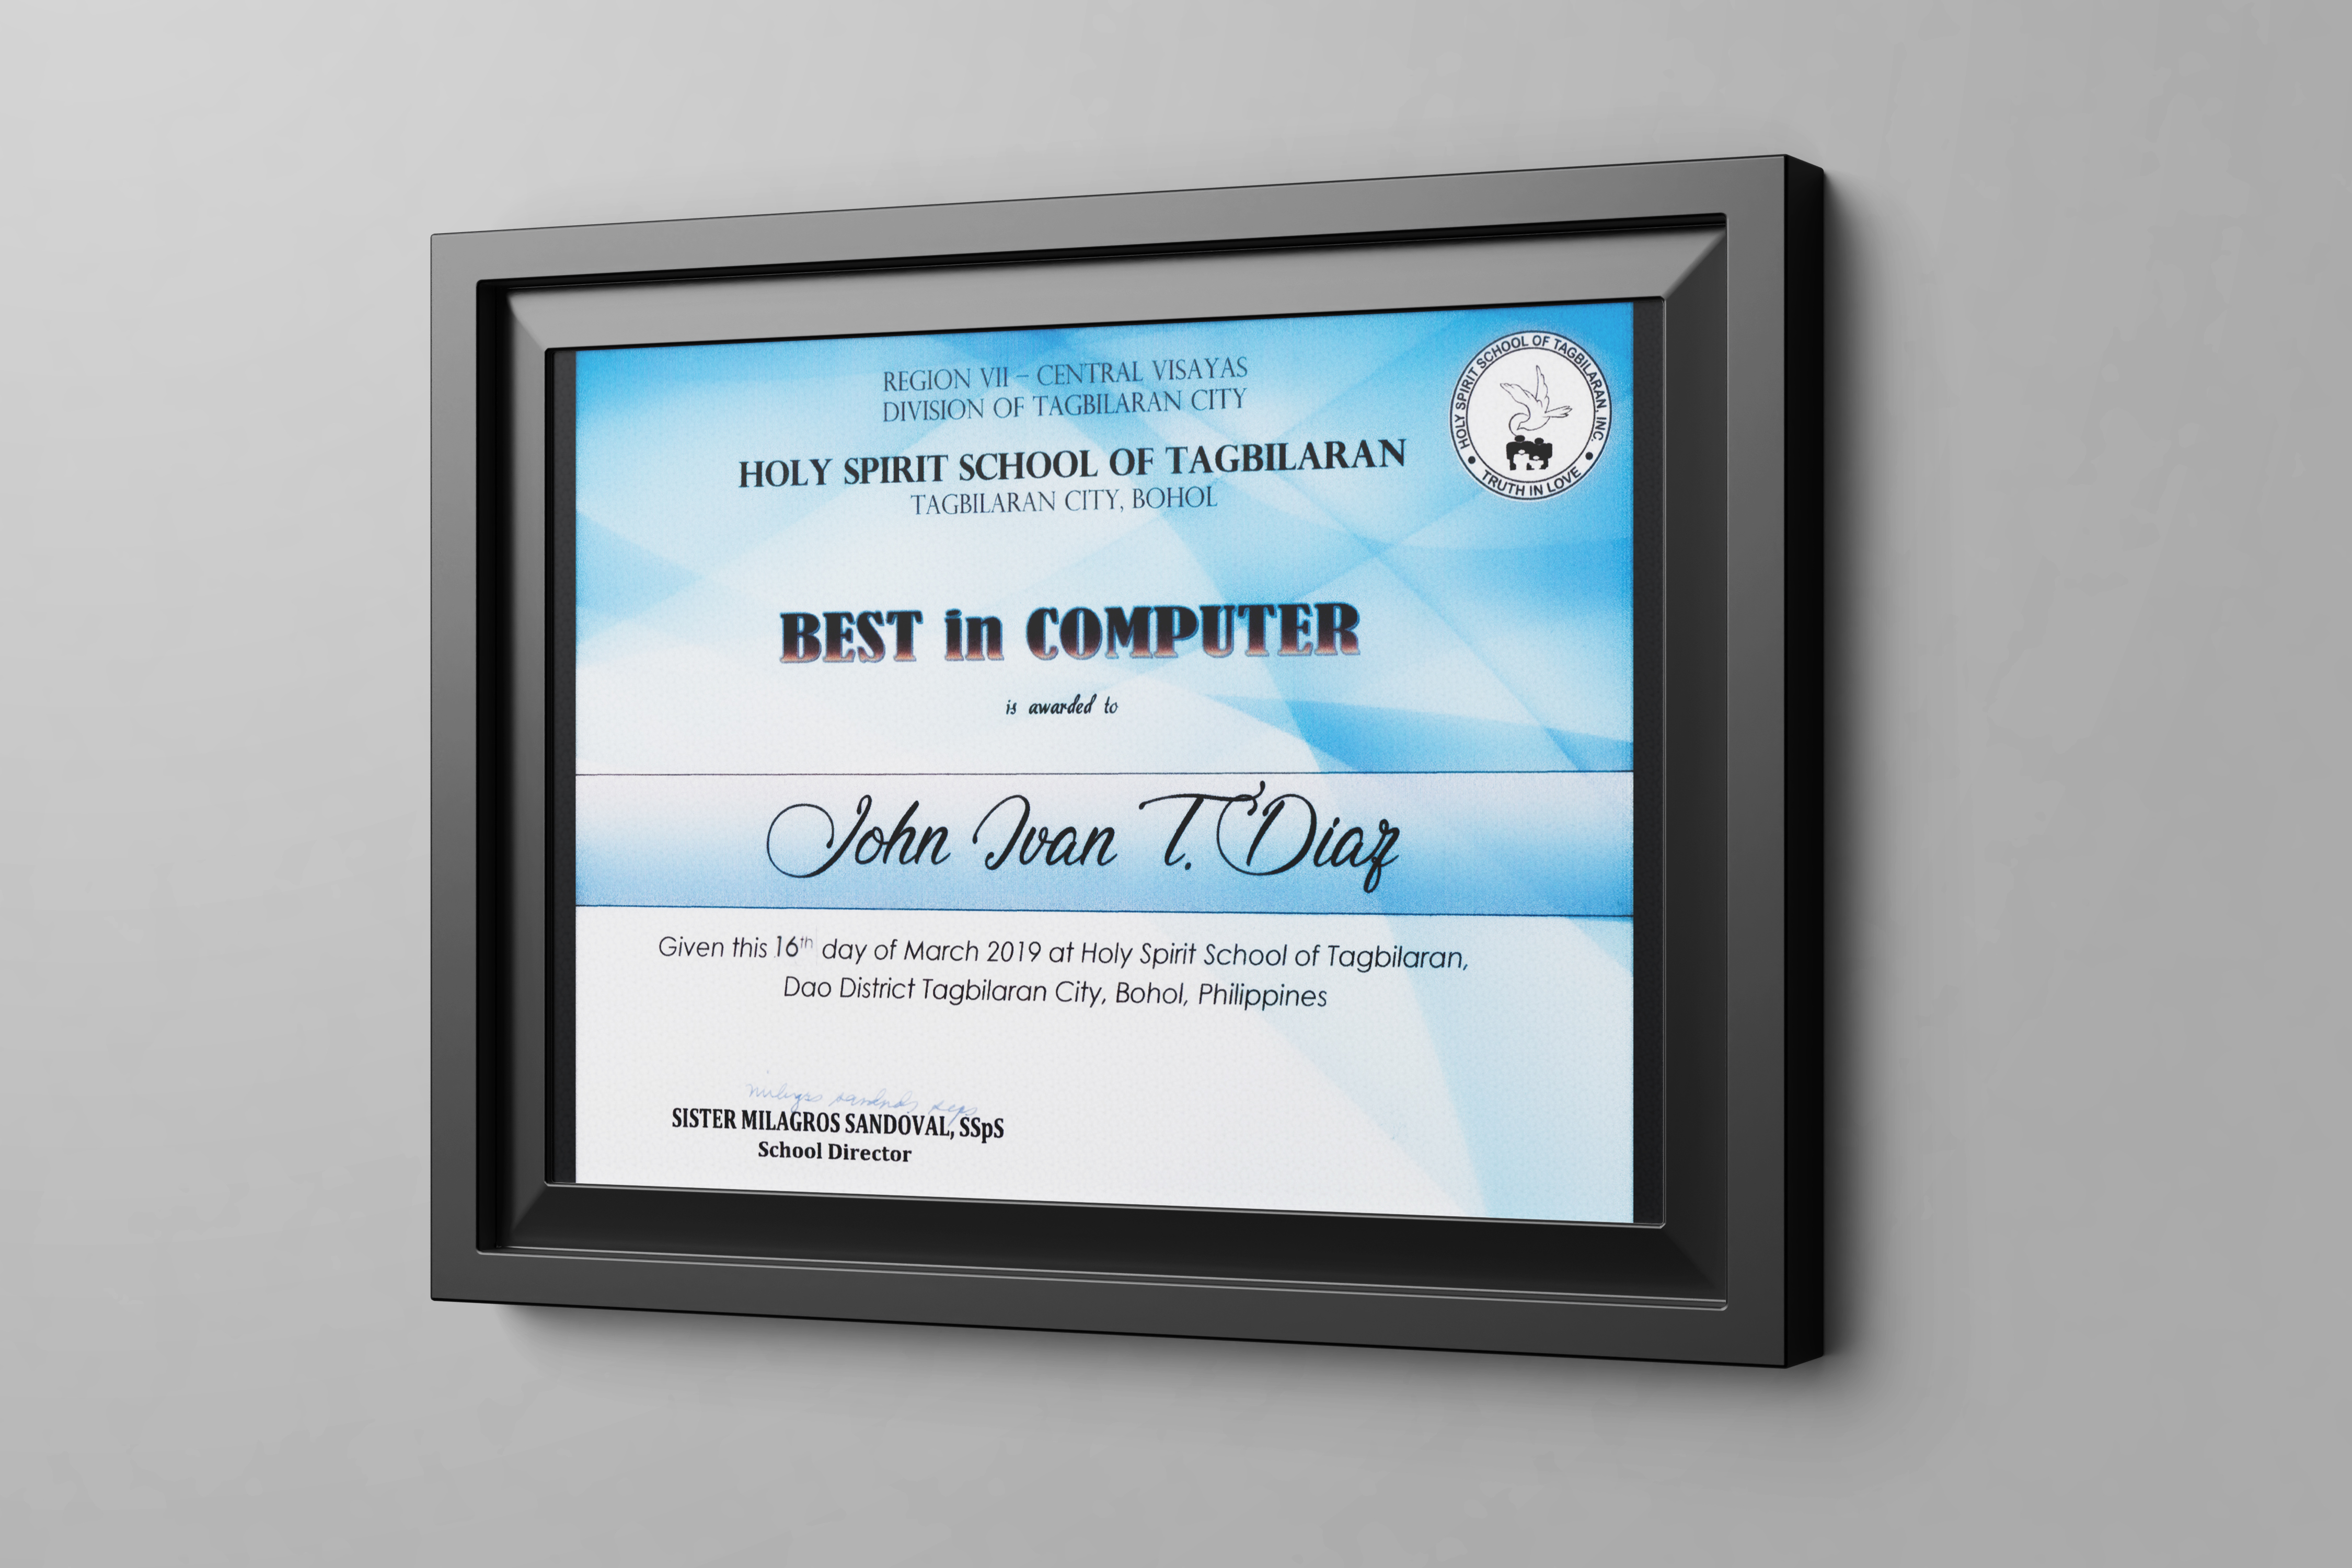 REGION VII – CENTRAL VISAYAS
DIVISION OF TAGBILARAN CITY
HOLY SPIRIT SCHOOL OF TAGBILARAN
TAGBILARAN CITY, BOHOL
HOLY SPIRIT SCHOOL OF TAGBILARAN, INC.
• TRUTH IN LOVE •
BEST in COMPUTER
is awarded to
John Ivan T. Diaz
Given this 16th day of March 2019 at Holy Spirit School of Tagbilaran,
Dao District Tagbilaran City, Bohol, Philippines
SISTER MILAGROS SANDOVAL, SSpS
School Director